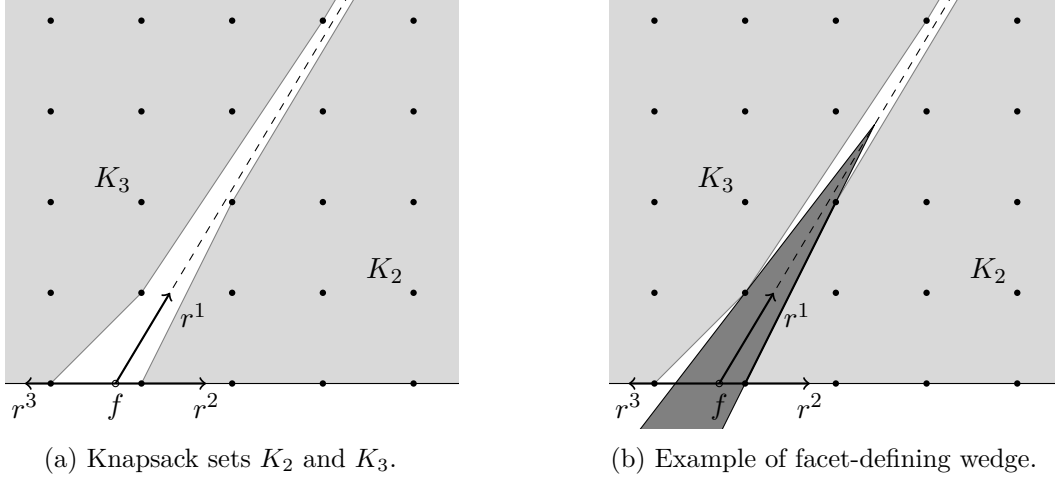 K₃
K₂
r¹
r³ f r²
(a) Knapsack sets K₂ and K₃.
K₃
K₂
r¹
r³ f r²
(b) Example of facet-defining wedge.